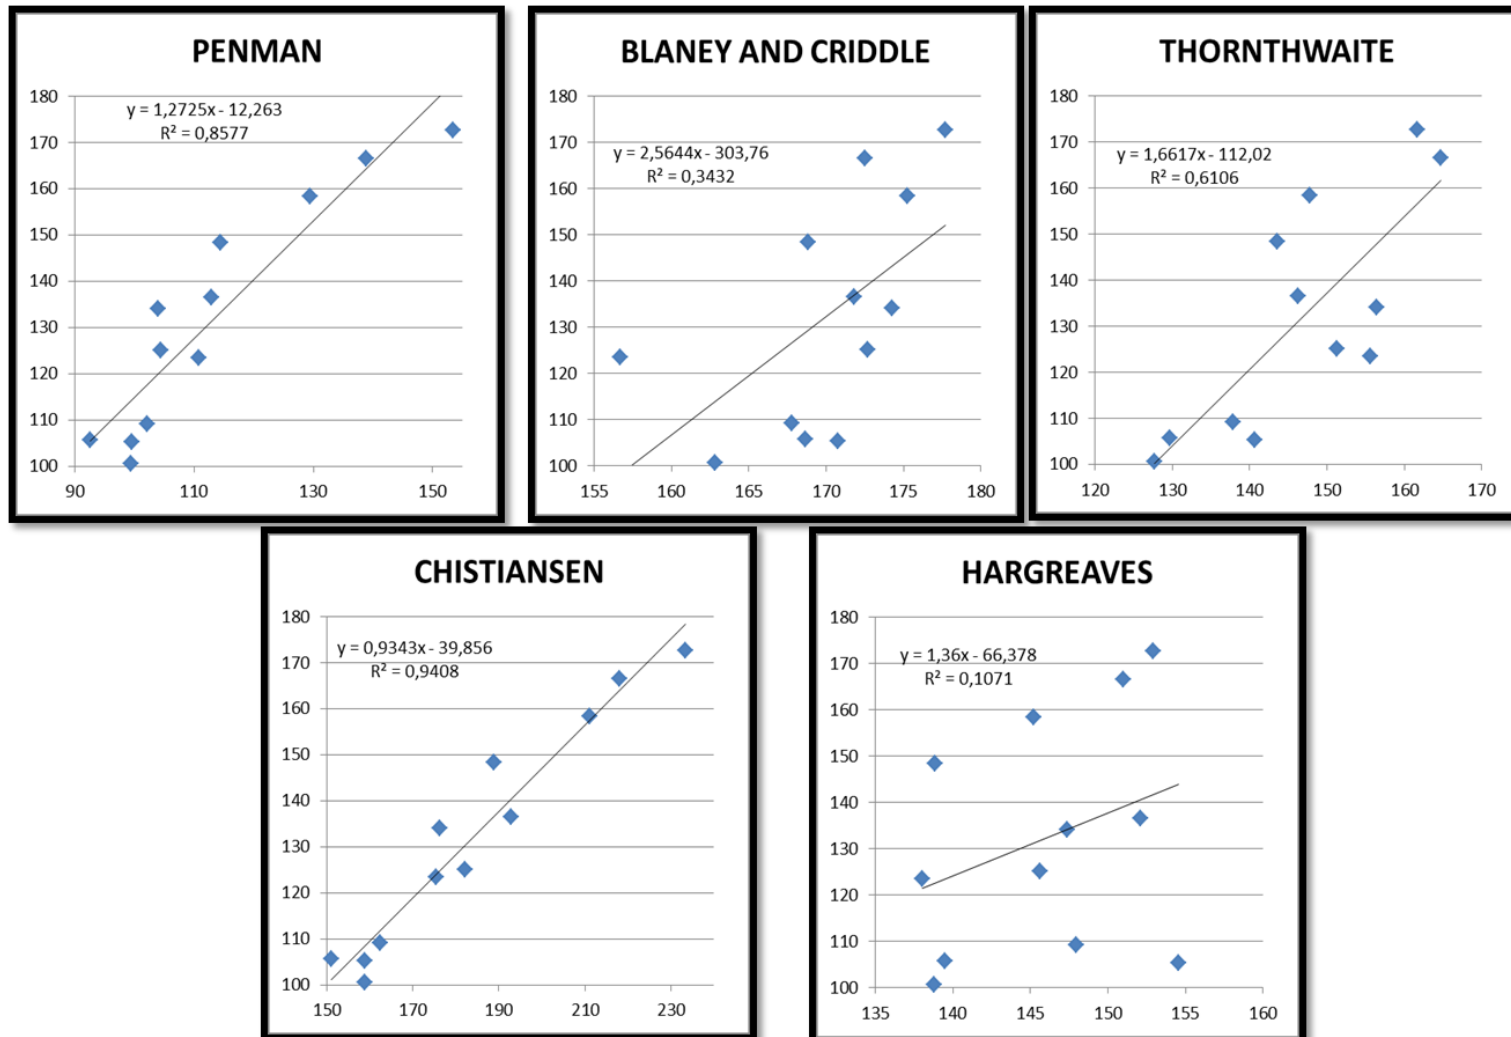 PENMAN
y = 1,2725x - 12,263
R² = 0,8577
180
170
160
150
140
130
120
110
100
90 110 130 150
BLANEY AND CRIDDLE
y = 2,5644x - 303,76
R² = 0,3432
180
170
160
150
140
130
120
110
100
155 160 165 170 175 180
THORNTHWAITE
y = 1,6617x - 112,02
R² = 0,6106
180
170
160
150
140
130
120
110
100
120 130 140 150 160 170
CHISTIANSEN
y = 0,9343x - 39,856
R² = 0,9408
180
170
160
150
140
130
120
110
100
150 170 190 210 230
HARGREAVES
y = 1,36x - 66,378
R² = 0,1071
180
170
160
150
140
130
120
110
100
135 140 145 150 155 160